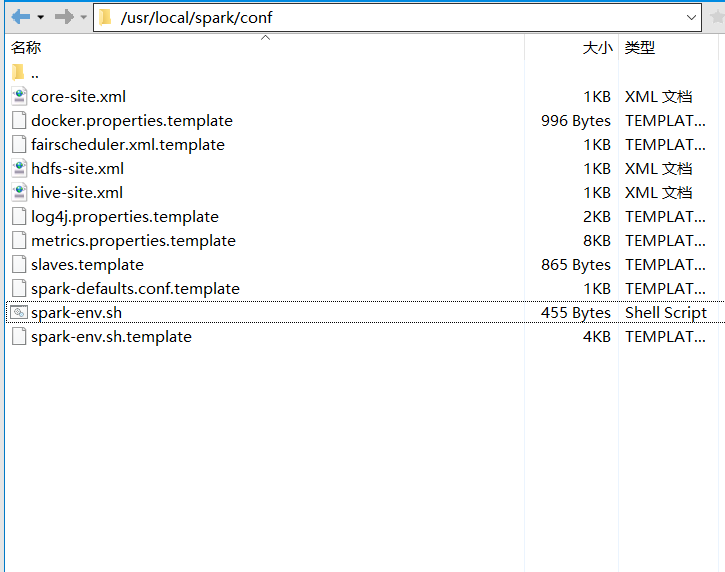 /usr/local/spark/conf
名称 大小 类型
..
core-site.xml 1KB XML 文档
docker.properties.template 996 Bytes TEMPLAT...
fairscheduler.xml.template 1KB TEMPLAT...
hdfs-site.xml 1KB XML 文档
hive-site.xml 1KB XML 文档
log4j.properties.template 2KB TEMPLAT...
metrics.properties.template 8KB TEMPLAT...
slaves.template 865 Bytes TEMPLAT...
spark-defaults.conf.template 1KB TEMPLAT...
spark-env.sh 455 Bytes Shell Script
spark-env.sh.template 4KB TEMPLAT...